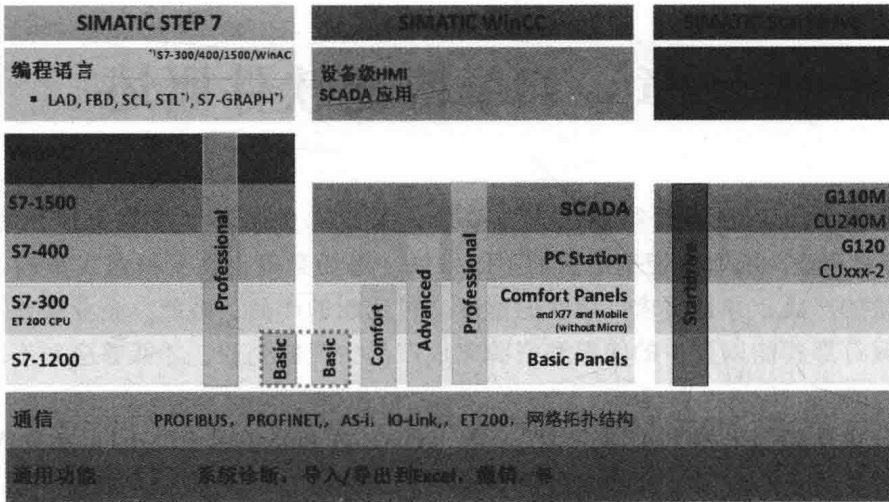 SIMATIC STEP 7
SIMATIC WinCC
SIMATIC Startdrive
*)S7-300/400/1500/WinAC
编程语言
▪ LAD, FBD, SCL, STL*), S7-GRAPH*)
设备级HMI
SCADA 应用
WinAC
S7-1500
S7-400
S7-300
ET 200 CPU
S7-1200
Professional
Basic
Basic
Comfort
Advanced
Professional
SCADA
PC Station
Comfort Panels
and X77 and Mobile
(without Micro)
Basic Panels
Startdrive
G110M
CU240M
G120
CUxxx-2
通信 PROFIBUS，PROFINET,，AS-i，IO-Link,，ET 200，网络拓扑结构
通用功能 系统诊断，导入/导出到Excel，撤销，等